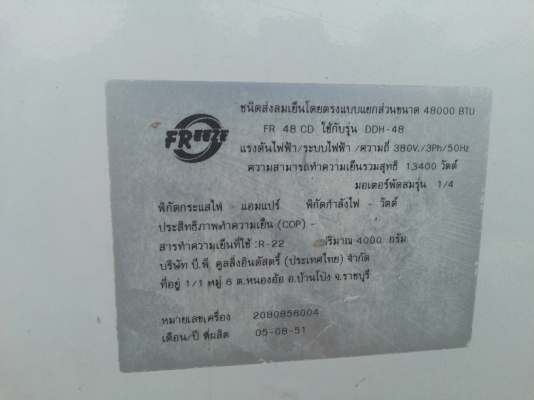 FREEZE
ชนิดส่งลมเย็นโดยตรงแบบแยกส่วนขนาด 48000 BTU
FR 48 CD ใช้กับรุ่น DDH-48
แรงดันไฟฟ้า/ระบบไฟฟ้า/ความถี่ 380V./3Ph/50Hz
ความสามารถทำความเย็นรวมสุทธิ 13400 วัตต์
มอเตอร์พัดลมรุ่น 1/4
พิกัดกระแสไฟ - แอมแปร์ พิกัดกำลังไฟ - วัตต์
ประสิทธิภาพทำความเย็น (COP) -
สารทำความเย็นที่ใช้ :R-22 ปริมาณ 4000 กรัม
บริษัท บี.พี. คูลลิ่งอินดัสตรี้ (ประเทศไทย) จำกัด
ที่อยู่ 1/1 หมู่ 6 ต.หนองอ้อ อ.บ้านโป่ง จ.ราชบุรี
หมายเลขเครื่อง 2080856004
เดือน/ปี ที่ผลิต 05-08-51